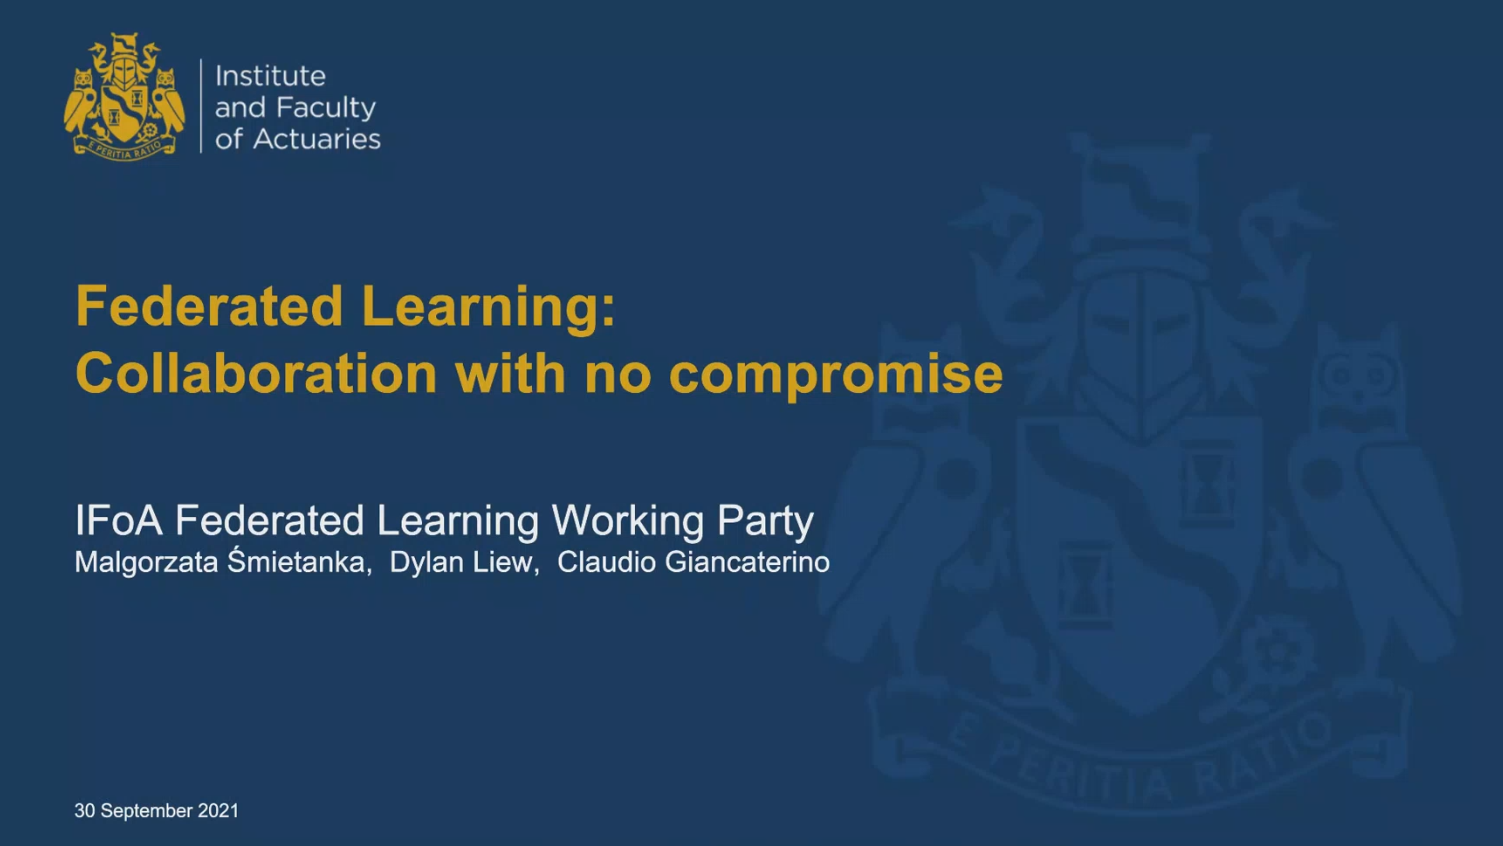 Institute
and Faculty
of Actuaries
E PERITIA RATIO
Federated Learning:
Collaboration with no compromise
IFoA Federated Learning Working Party
Malgorzata Śmietanka,  Dylan Liew,  Claudio Giancaterino
E PERITIA RATIO
30 September 2021